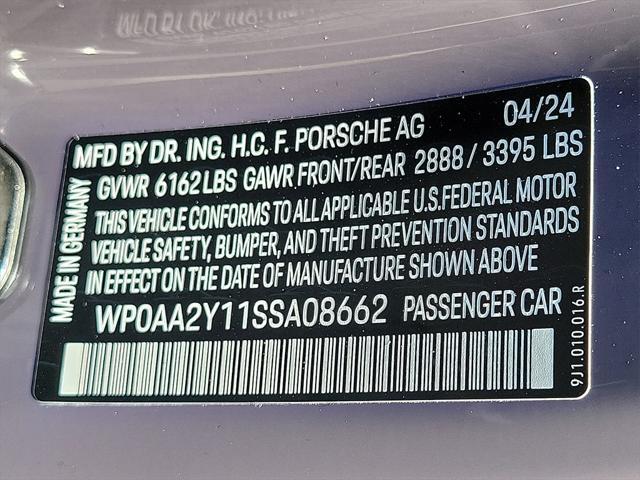 MFD BY DR. ING. H.C. F. PORSCHE AG 04/24
GVWR 6162 LBS GAWR FRONT/REAR 2888 / 3395 LBS
THIS VEHICLE CONFORMS TO ALL APPLICABLE U.S. FEDERAL MOTOR
VEHICLE SAFETY, BUMPER, AND THEFT PREVENTION STANDARDS
IN EFFECT ON THE DATE OF MANUFACTURE SHOWN ABOVE
WP0AA2Y11SSA08662 PASSENGER CAR
MADE IN GERMANY
9J1.010.016.R